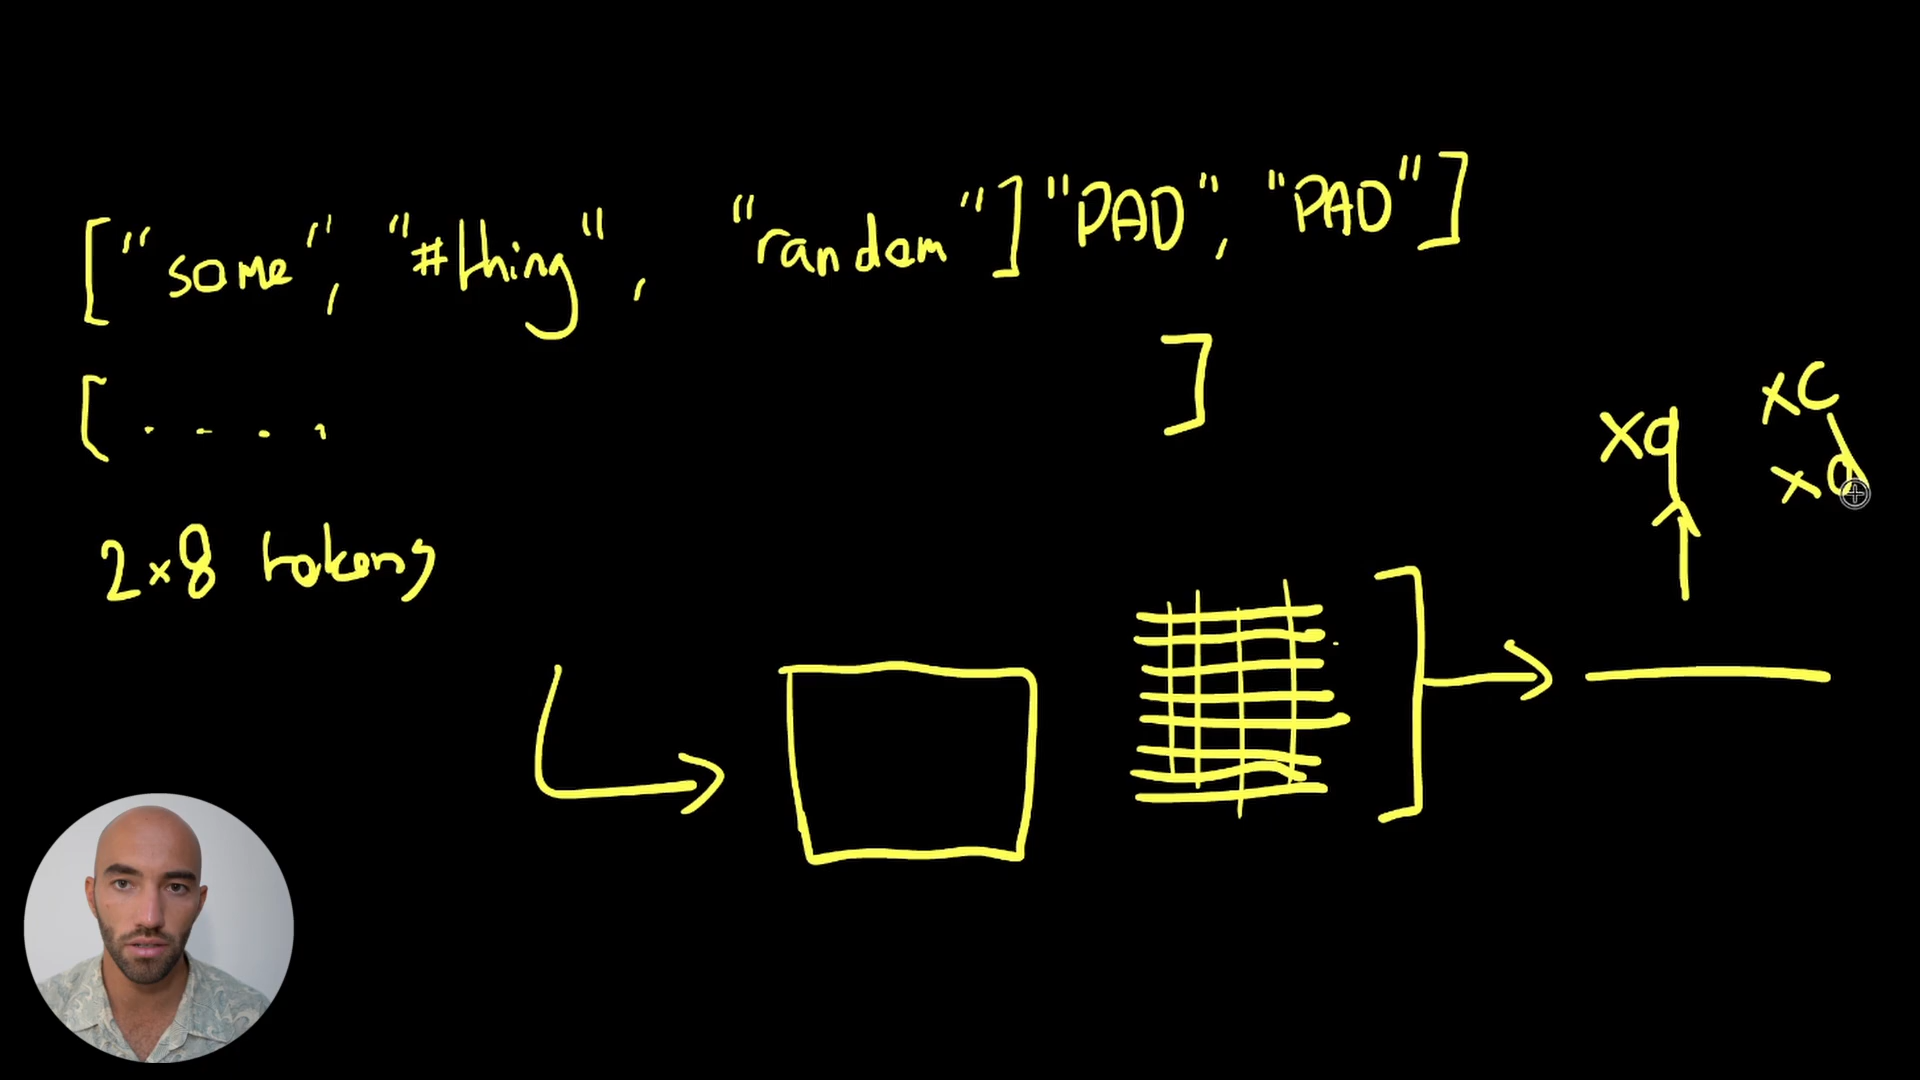 ["some", "#thing", "random"] "PAD", "PAD"]
[ . . . . ]
2x8 tokens
xq
xc
xd